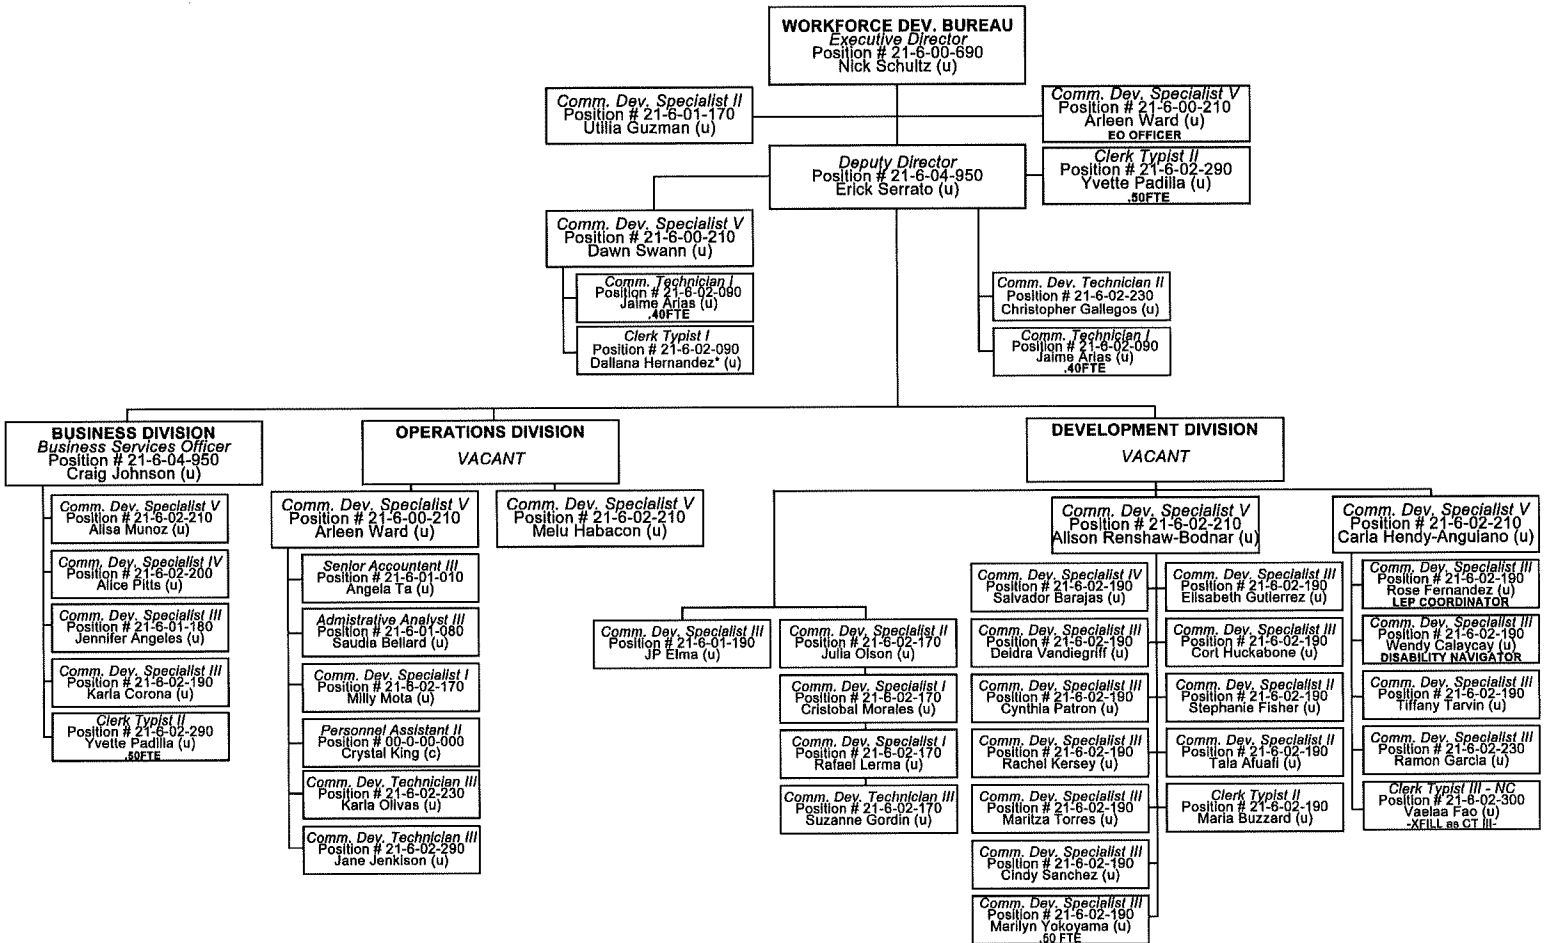 WORKFORCE DEV. BUREAU
Executive Director
Position # 21-6-00-690
Nick Schultz (u)
Comm. Dev. Specialist II
Position # 21-6-01-170
Utilia Guzman (u)
Comm. Dev. Specialist V
Position # 21-6-00-210
Arleen Ward (u)
EO OFFICER
Deputy Director
Position # 21-6-04-950
Erick Serrato (u)
Clerk Typist II
Position # 21-6-02-290
Yvette Padilla (u)
.50FTE
Comm. Dev. Specialist V
Position # 21-6-00-210
Dawn Swann (u)
Comm. Technician I
Position # 21-6-02-090
Jaime Arias (u)
.40FTE
Clerk Typist I
Position # 21-6-02-090
Dallana Hernandez* (u)
Comm. Dev. Technician II
Position # 21-6-02-230
Christopher Gallegos (u)
Comm. Technician I
Position # 21-6-02-090
Jaime Arias (u)
.40FTE
BUSINESS DIVISION
Business Services Officer
Position # 21-6-04-950
Craig Johnson (u)
Comm. Dev. Specialist V
Position # 21-6-02-210
Alisa Munoz (u)
Comm. Dev. Specialist IV
Position # 21-6-02-200
Alice Pitts (u)
Comm. Dev. Specialist III
Position # 21-6-01-180
Jennifer Angeles (u)
Comm. Dev. Specialist III
Position # 21-6-02-190
Karla Corona (u)
Clerk Typist II
Position # 21-6-02-290
Yvette Padilla (u)
.50FTE
OPERATIONS DIVISION
VACANT
Comm. Dev. Specialist V
Position # 21-6-00-210
Arleen Ward (u)
Comm. Dev. Specialist V
Position # 21-6-02-210
Melu Habacon (u)
Senior Accountant III
Position # 21-6-01-010
Angela Ta (u)
Admistrative Analyst III
Position # 21-6-01-080
Saudia Bellard (u)
Comm. Dev. Specialist I
Position # 21-6-02-170
Milly Mota (u)
Personnel Assistant II
Position # 00-0-00-000
Crystal King (c)
Comm. Dev. Technician III
Position # 21-6-02-230
Karla Olivas (u)
Comm. Dev. Technician III
Position # 21-6-02-290
Jane Jenkison (u)
DEVELOPMENT DIVISION
VACANT
Comm. Dev. Specialist III
Position # 21-6-01-190
JP Elma (u)
Comm. Dev. Specialist II
Position # 21-6-02-170
Julia Olson (u)
Comm. Dev. Specialist I
Position # 21-6-02-170
Cristobal Morales (u)
Comm. Dev. Specialist I
Position # 21-6-02-170
Rafael Lerma (u)
Comm. Dev. Technician III
Position # 21-6-02-170
Suzanne Gordin (u)
Comm. Dev. Specialist V
Position # 21-6-02-210
Alison Renshaw-Bodnar (u)
Comm. Dev. Specialist IV
Position # 21-6-02-190
Salvador Barajas (u)
Comm. Dev. Specialist III
Position # 21-6-02-190
Deidra Vandiegriff (u)
Comm. Dev. Specialist III
Position # 21-6-02-190
Cynthia Patron (u)
Comm. Dev. Specialist III
Position # 21-6-02-190
Rachel Kersey (u)
Comm. Dev. Specialist III
Position # 21-6-02-190
Maritza Torres (u)
Comm. Dev. Specialist III
Position # 21-6-02-190
Cindy Sanchez (u)
Comm. Dev. Specialist III
Position # 21-6-02-190
Marilyn Yokoyama (u)
.50 FTE
Comm. Dev. Specialist III
Position # 21-6-02-190
Elisabeth Gutierrez (u)
Comm. Dev. Specialist III
Position # 21-6-02-190
Cort Huckabone (u)
Comm. Dev. Specialist II
Position # 21-6-02-190
Stephanie Fisher (u)
Comm. Dev. Specialist II
Position # 21-6-02-190
Tala Afuafi (u)
Clerk Typist II
Position # 21-6-02-190
Maria Buzzard (u)
Comm. Dev. Specialist V
Position # 21-6-02-210
Carla Hendy-Anguiano (u)
Comm. Dev. Specialist III
Position # 21-6-02-190
Rose Fernandez (u)
LEP COORDINATOR
Comm. Dev. Specialist III
Position # 21-6-02-190
Wendy Calaycay (u)
DISABILITY NAVIGATOR
Comm. Dev. Specialist III
Position # 21-6-02-190
Tiffany Tarvin (u)
Comm. Dev. Specialist III
Position # 21-6-02-230
Ramon Garcia (u)
Clerk Typist III - NC
Position # 21-6-02-300
Vaelaa Fao (u)
-XFILL as CT III-